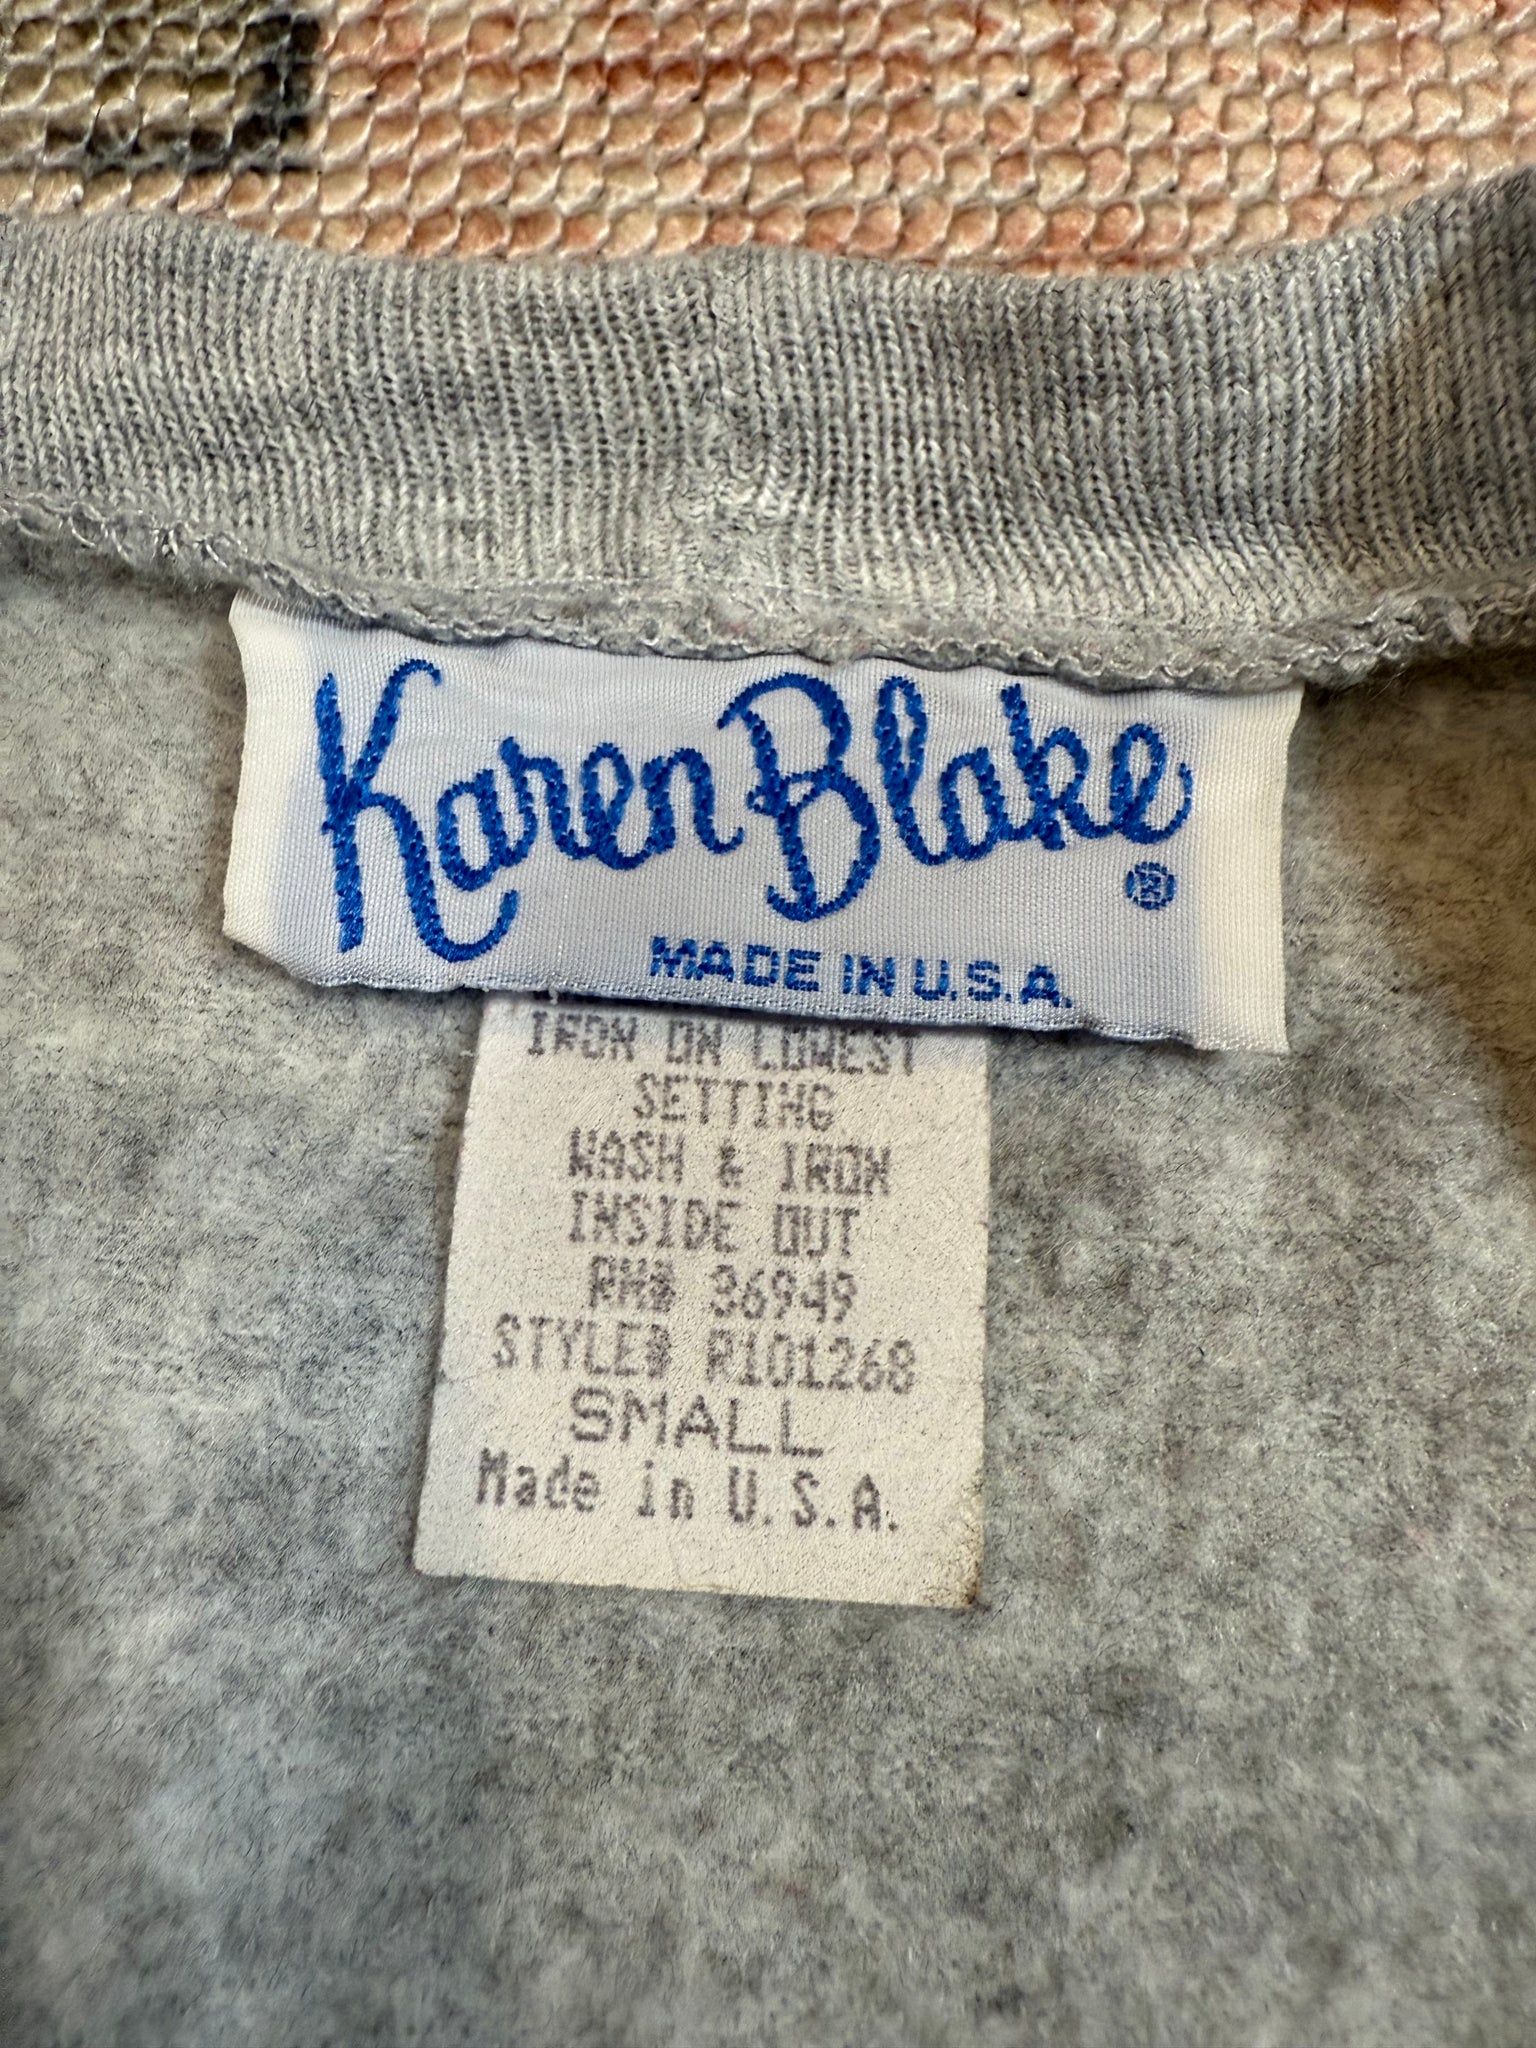 Karen Blake ®
MADE IN U.S.A.
IRON ON LOWEST
SETTING
WASH & IRON
INSIDE OUT
RN# 36949
STYLE# R101268
SMALL
Made in U.S.A.